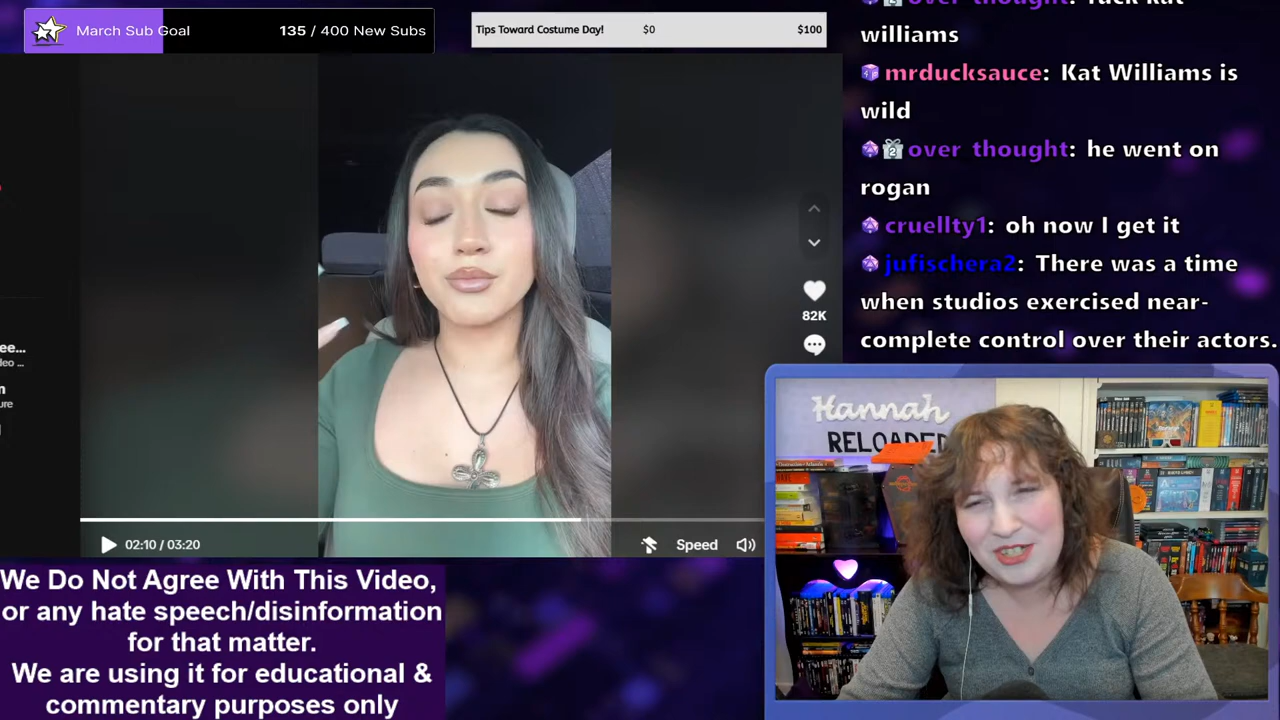 March Sub Goal
135 / 400 New Subs
Tips Toward Costume Day! $0 $100
williams
mrducksauce: Kat Williams is
wild
over thought: he went on
rogan
cruellty1: oh now I get it
jufischera2: There was a time
when studios exercised near-
complete control over their actors.
82K
ee...
deo ...
n
ure
02:10 / 03:20
Speed
Hannah
RELOADED
We Do Not Agree With This Video,
or any hate speech/disinformation
for that matter.
We are using it for educational &
commentary purposes only